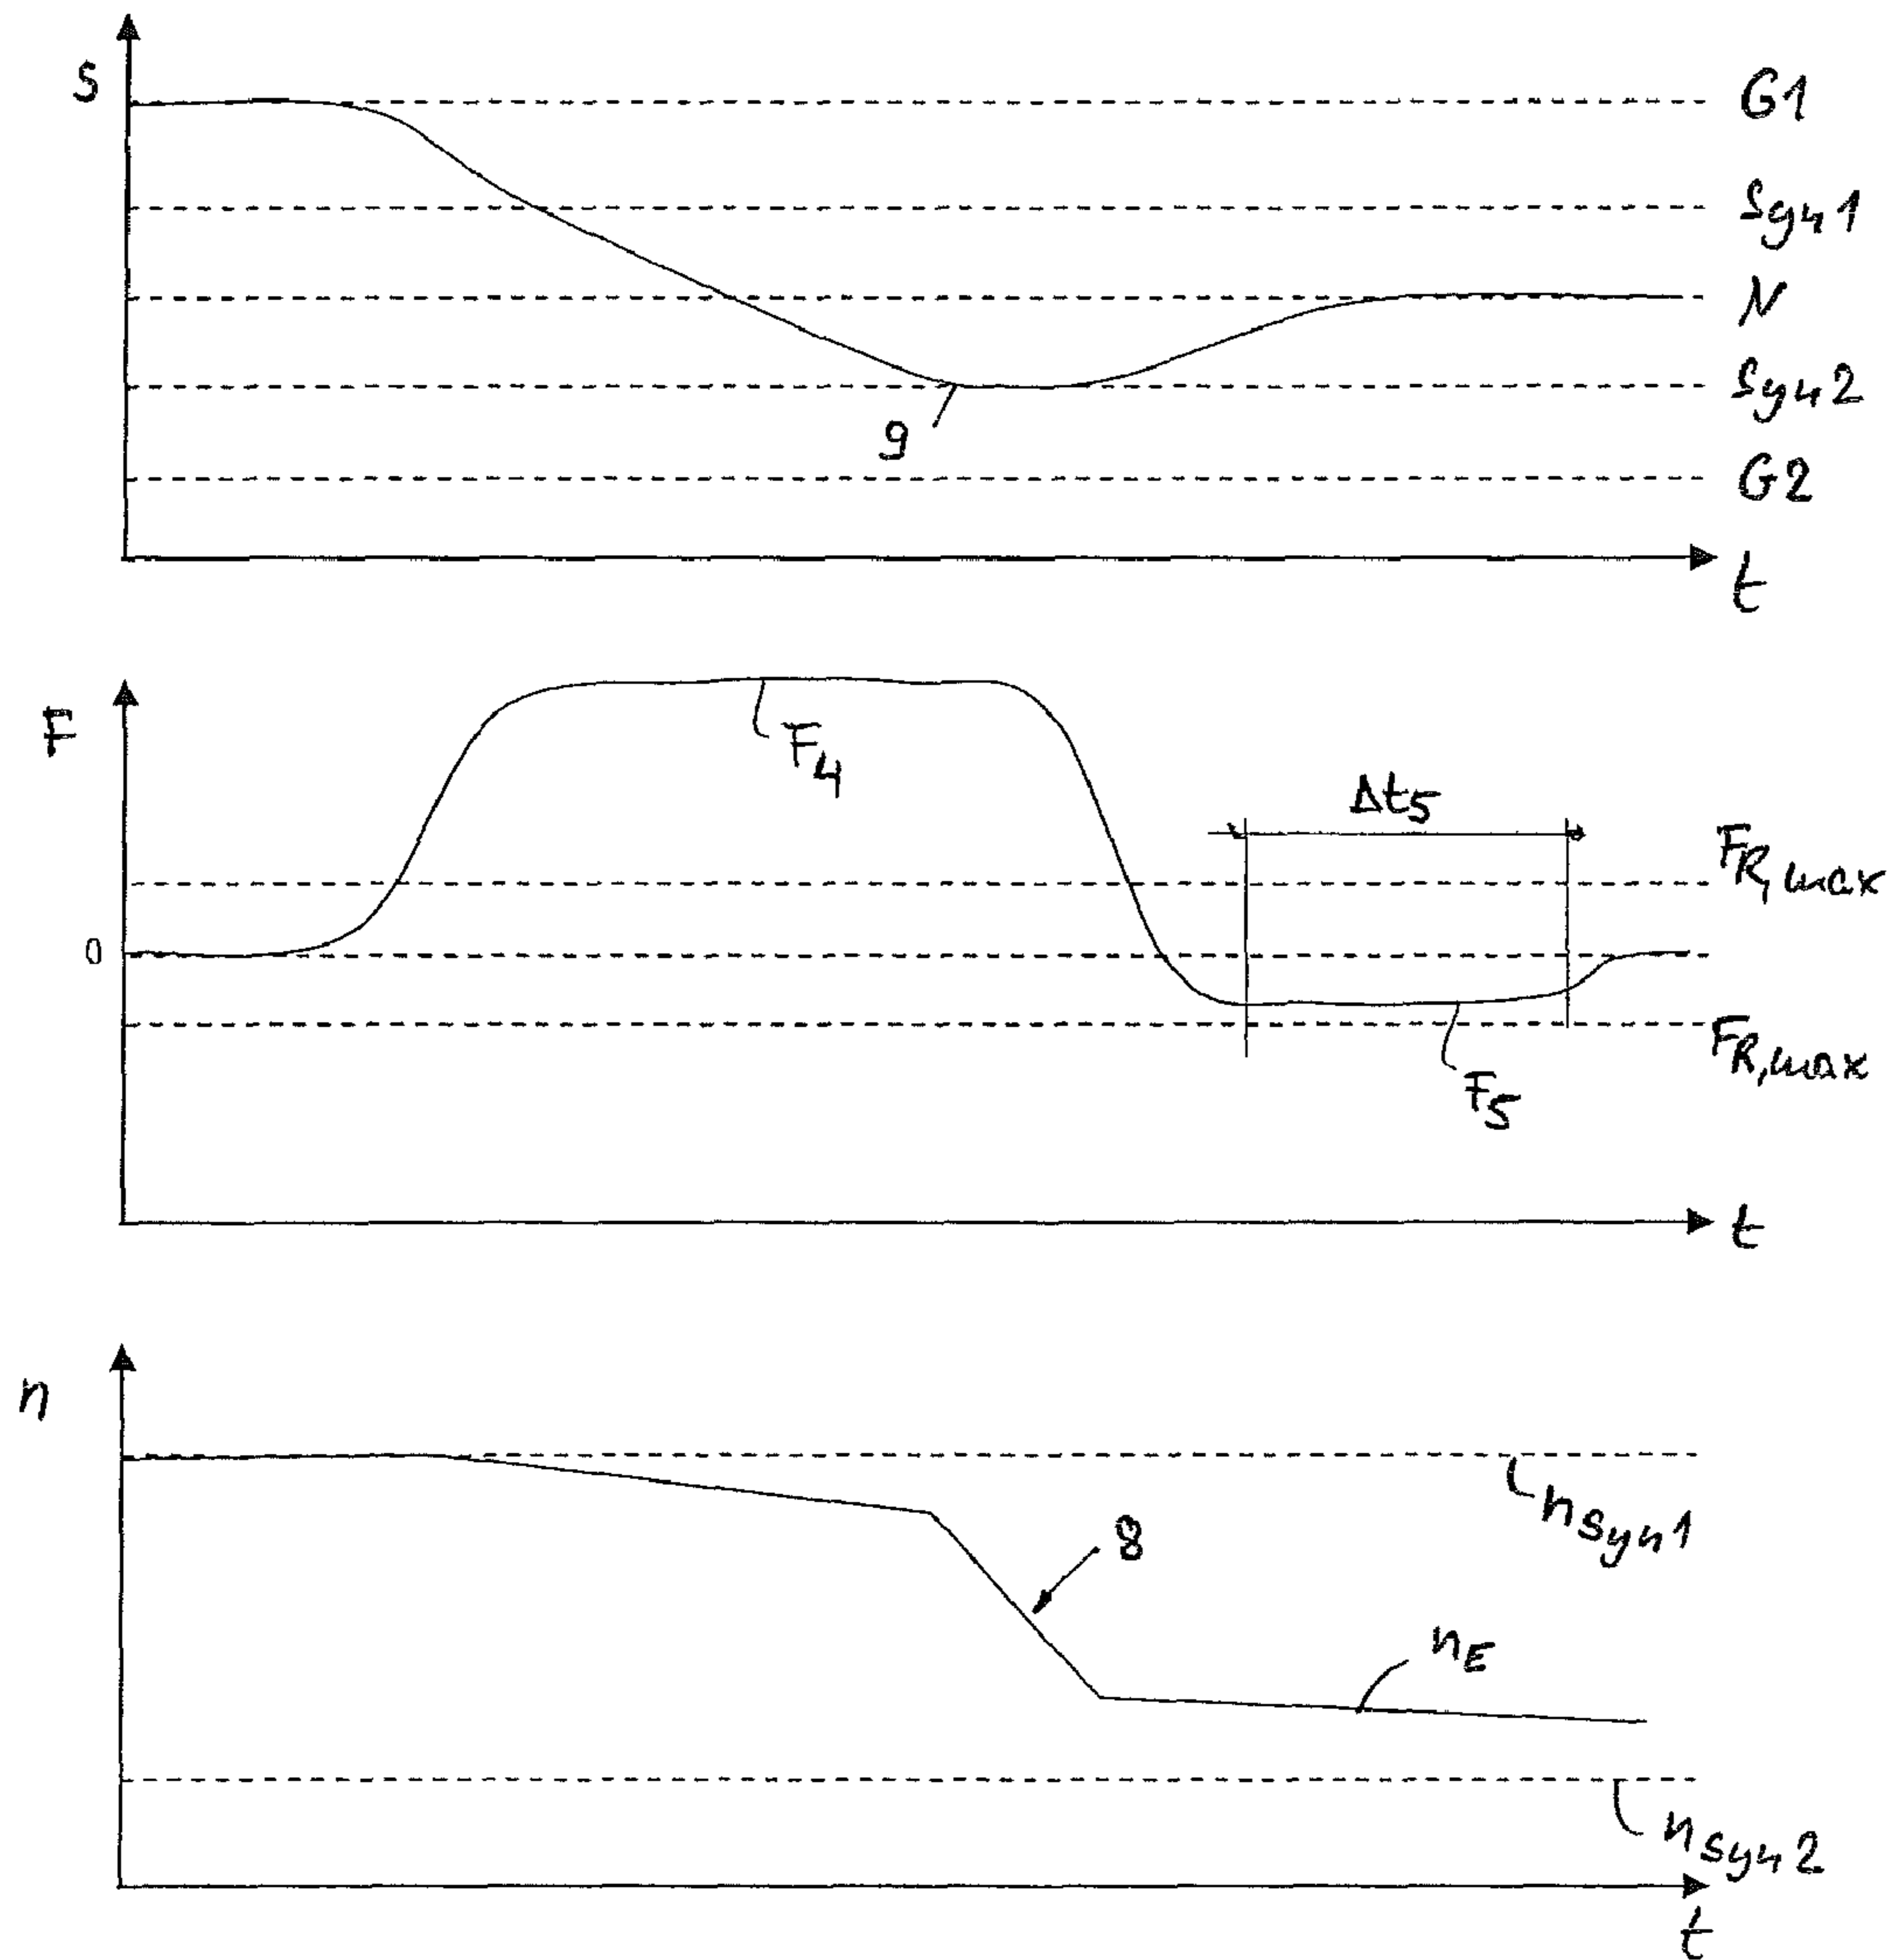 s
G1
Syn1
N
Syn2
9
G2
t
F
F4
Δt5
FR,max
0
FR,max
F5
t
n
nSyn1
8
nE
nSyn2
t